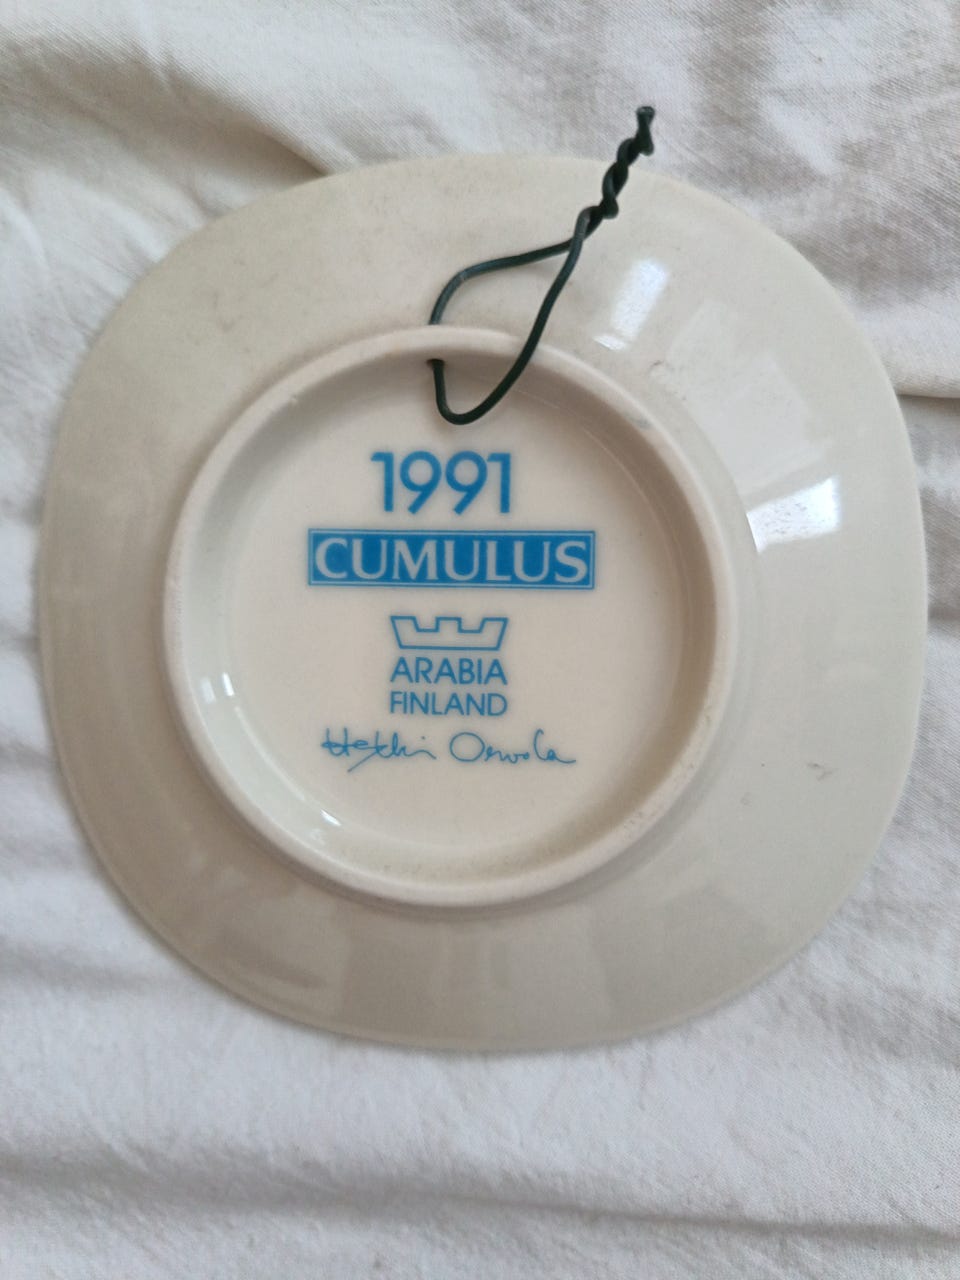 1991
CUMULUS
ARABIA
FINLAND
Heikki Orvola